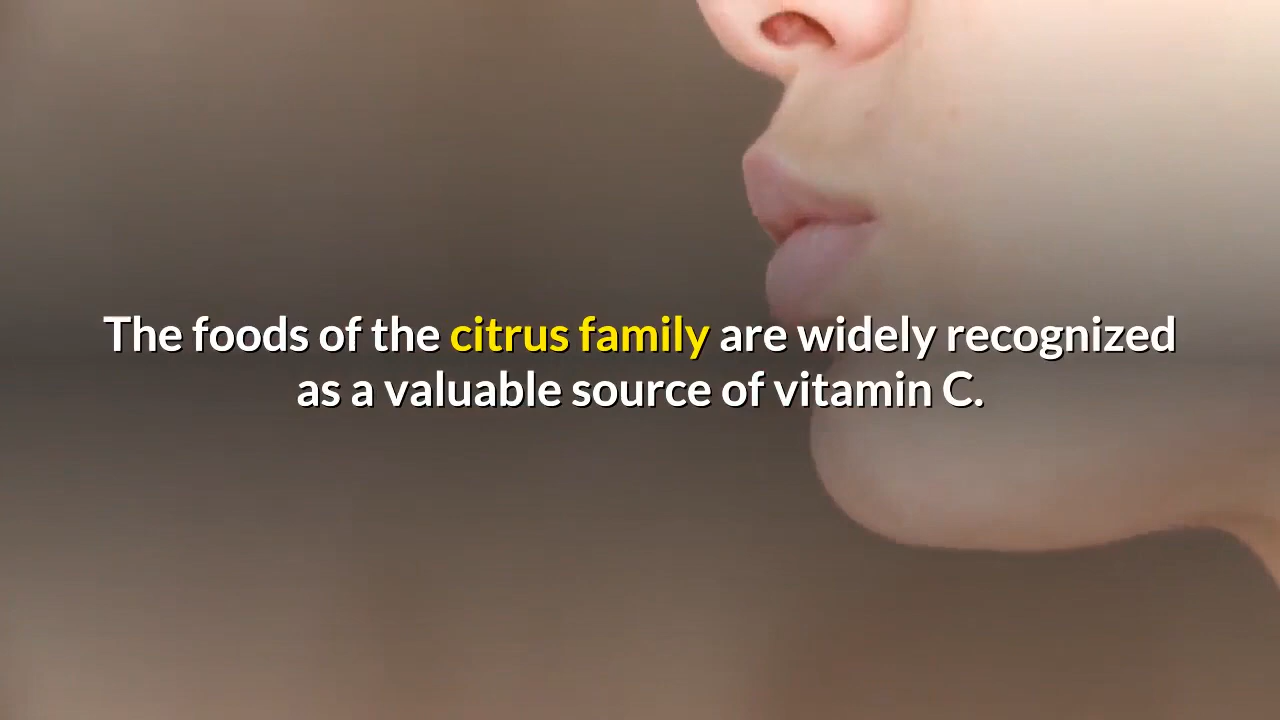 The foods of the citrus family are widely recognized
as a valuable source of vitamin C.